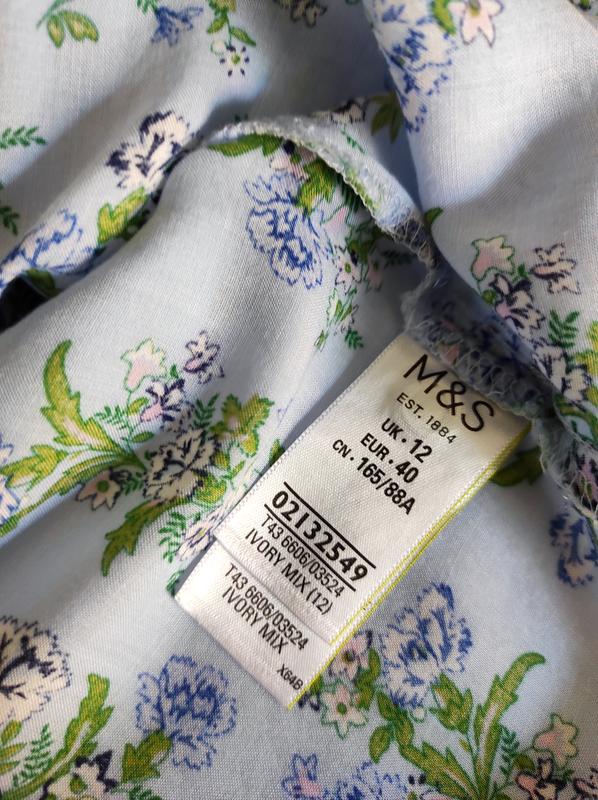 M&S
EST. 1884
UK · 12
EUR · 40
CN · 165/88A
02132549
T43 6606/03524
IVORY MIX (12)
T43 6606/03524
IVORY MIX
X64B